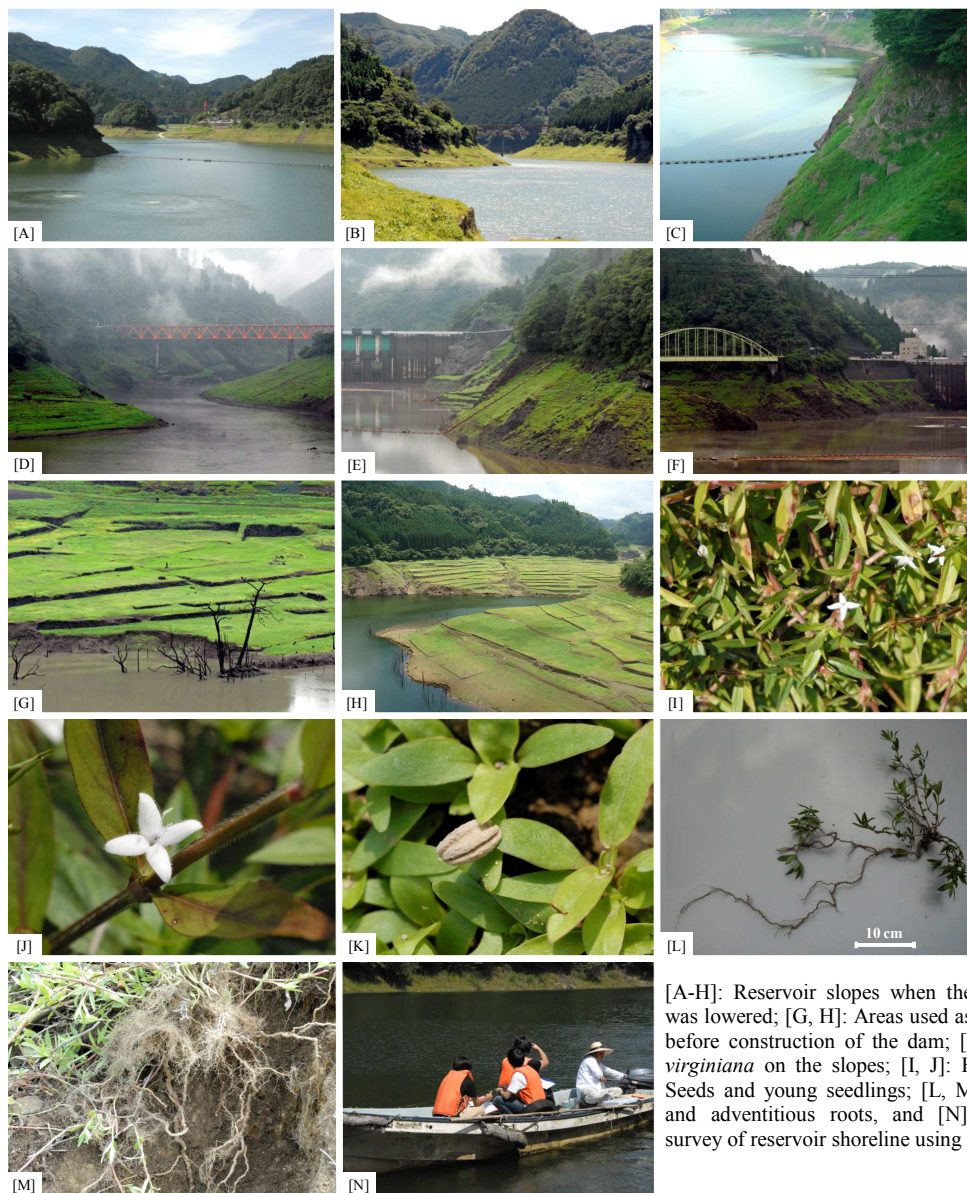 [A]
[B]
[C]
[D]
[E]
[F]
[G]
[H]
[I]
[J]
[K]
[L]
10 cm
[M]
[N]
[A-H]: Reservoir slopes when the
was lowered; [G, H]: Areas used as
before construction of the dam; [
virginiana on the slopes; [I, J]:
Seeds and young seedlings; [L, M
and adventitious roots, and [N]
survey of reservoir shoreline using